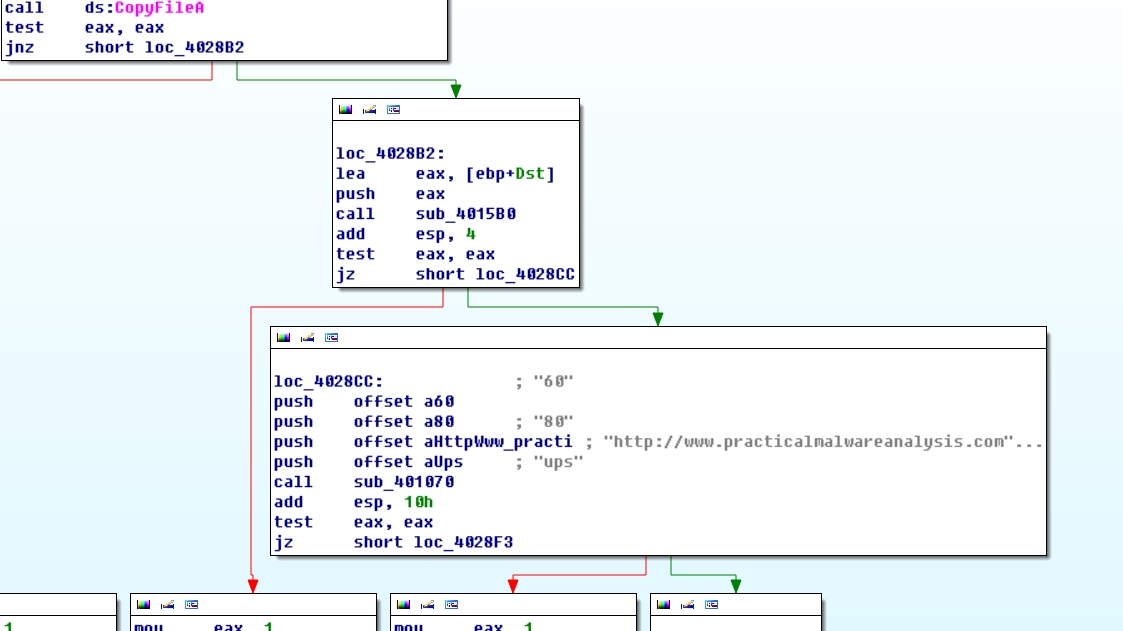 call ds:CopyFileA
test eax, eax
jnz short loc_4028B2
loc_4028B2:
lea eax, [ebp+Dst]
push eax
call sub_4015B0
add esp, 4
test eax, eax
jz short loc_4028CC
loc_4028CC: ; "60"
push offset a60
push offset a80 ; "80"
push offset aHttpWww_practi ; "http://www.practicalmalwareanalysis.com"...
push offset aUps ; "ups"
call sub_401070
add esp, 10h
test eax, eax
jz short loc_4028F3
1
mov eax, 1
mov eax, 1